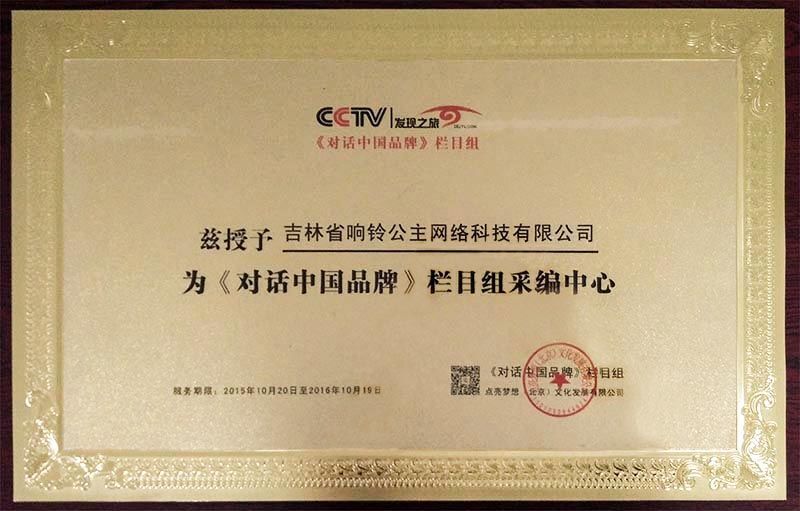 CCTV 发现之旅
《对话中国品牌》栏目组
兹授予 吉林省响铃公主网络科技有限公司
为《对话中国品牌》栏目组采编中心
服务期限：2015年10月20日至2016年10月19日
《对话中国品牌》栏目组
点亮梦想（北京）文化发展有限公司